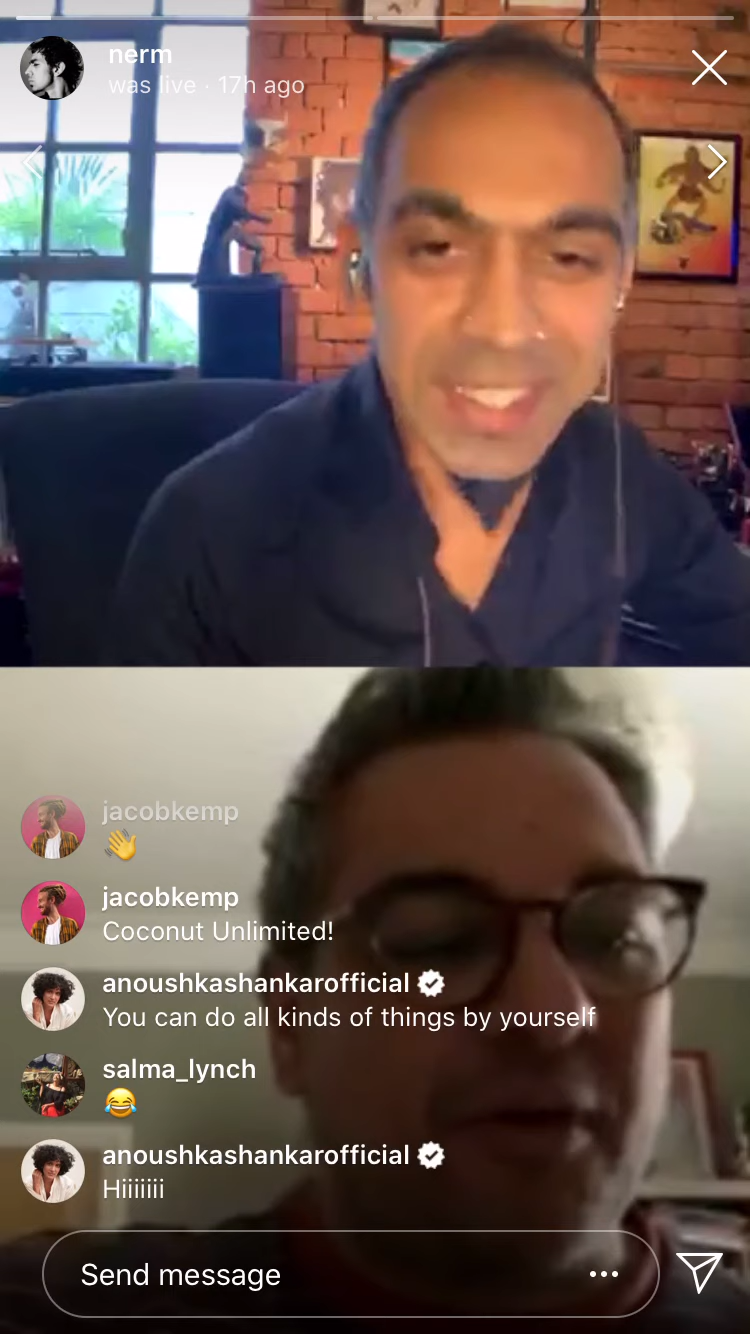 nerm
was live · 17h ago
jacobkemp
👋
jacobkemp
Coconut Unlimited!
anoushkashankarofficial
You can do all kinds of things by yourself
salma_lynch
😂
anoushkashankarofficial
Hiiiiiii
Send message